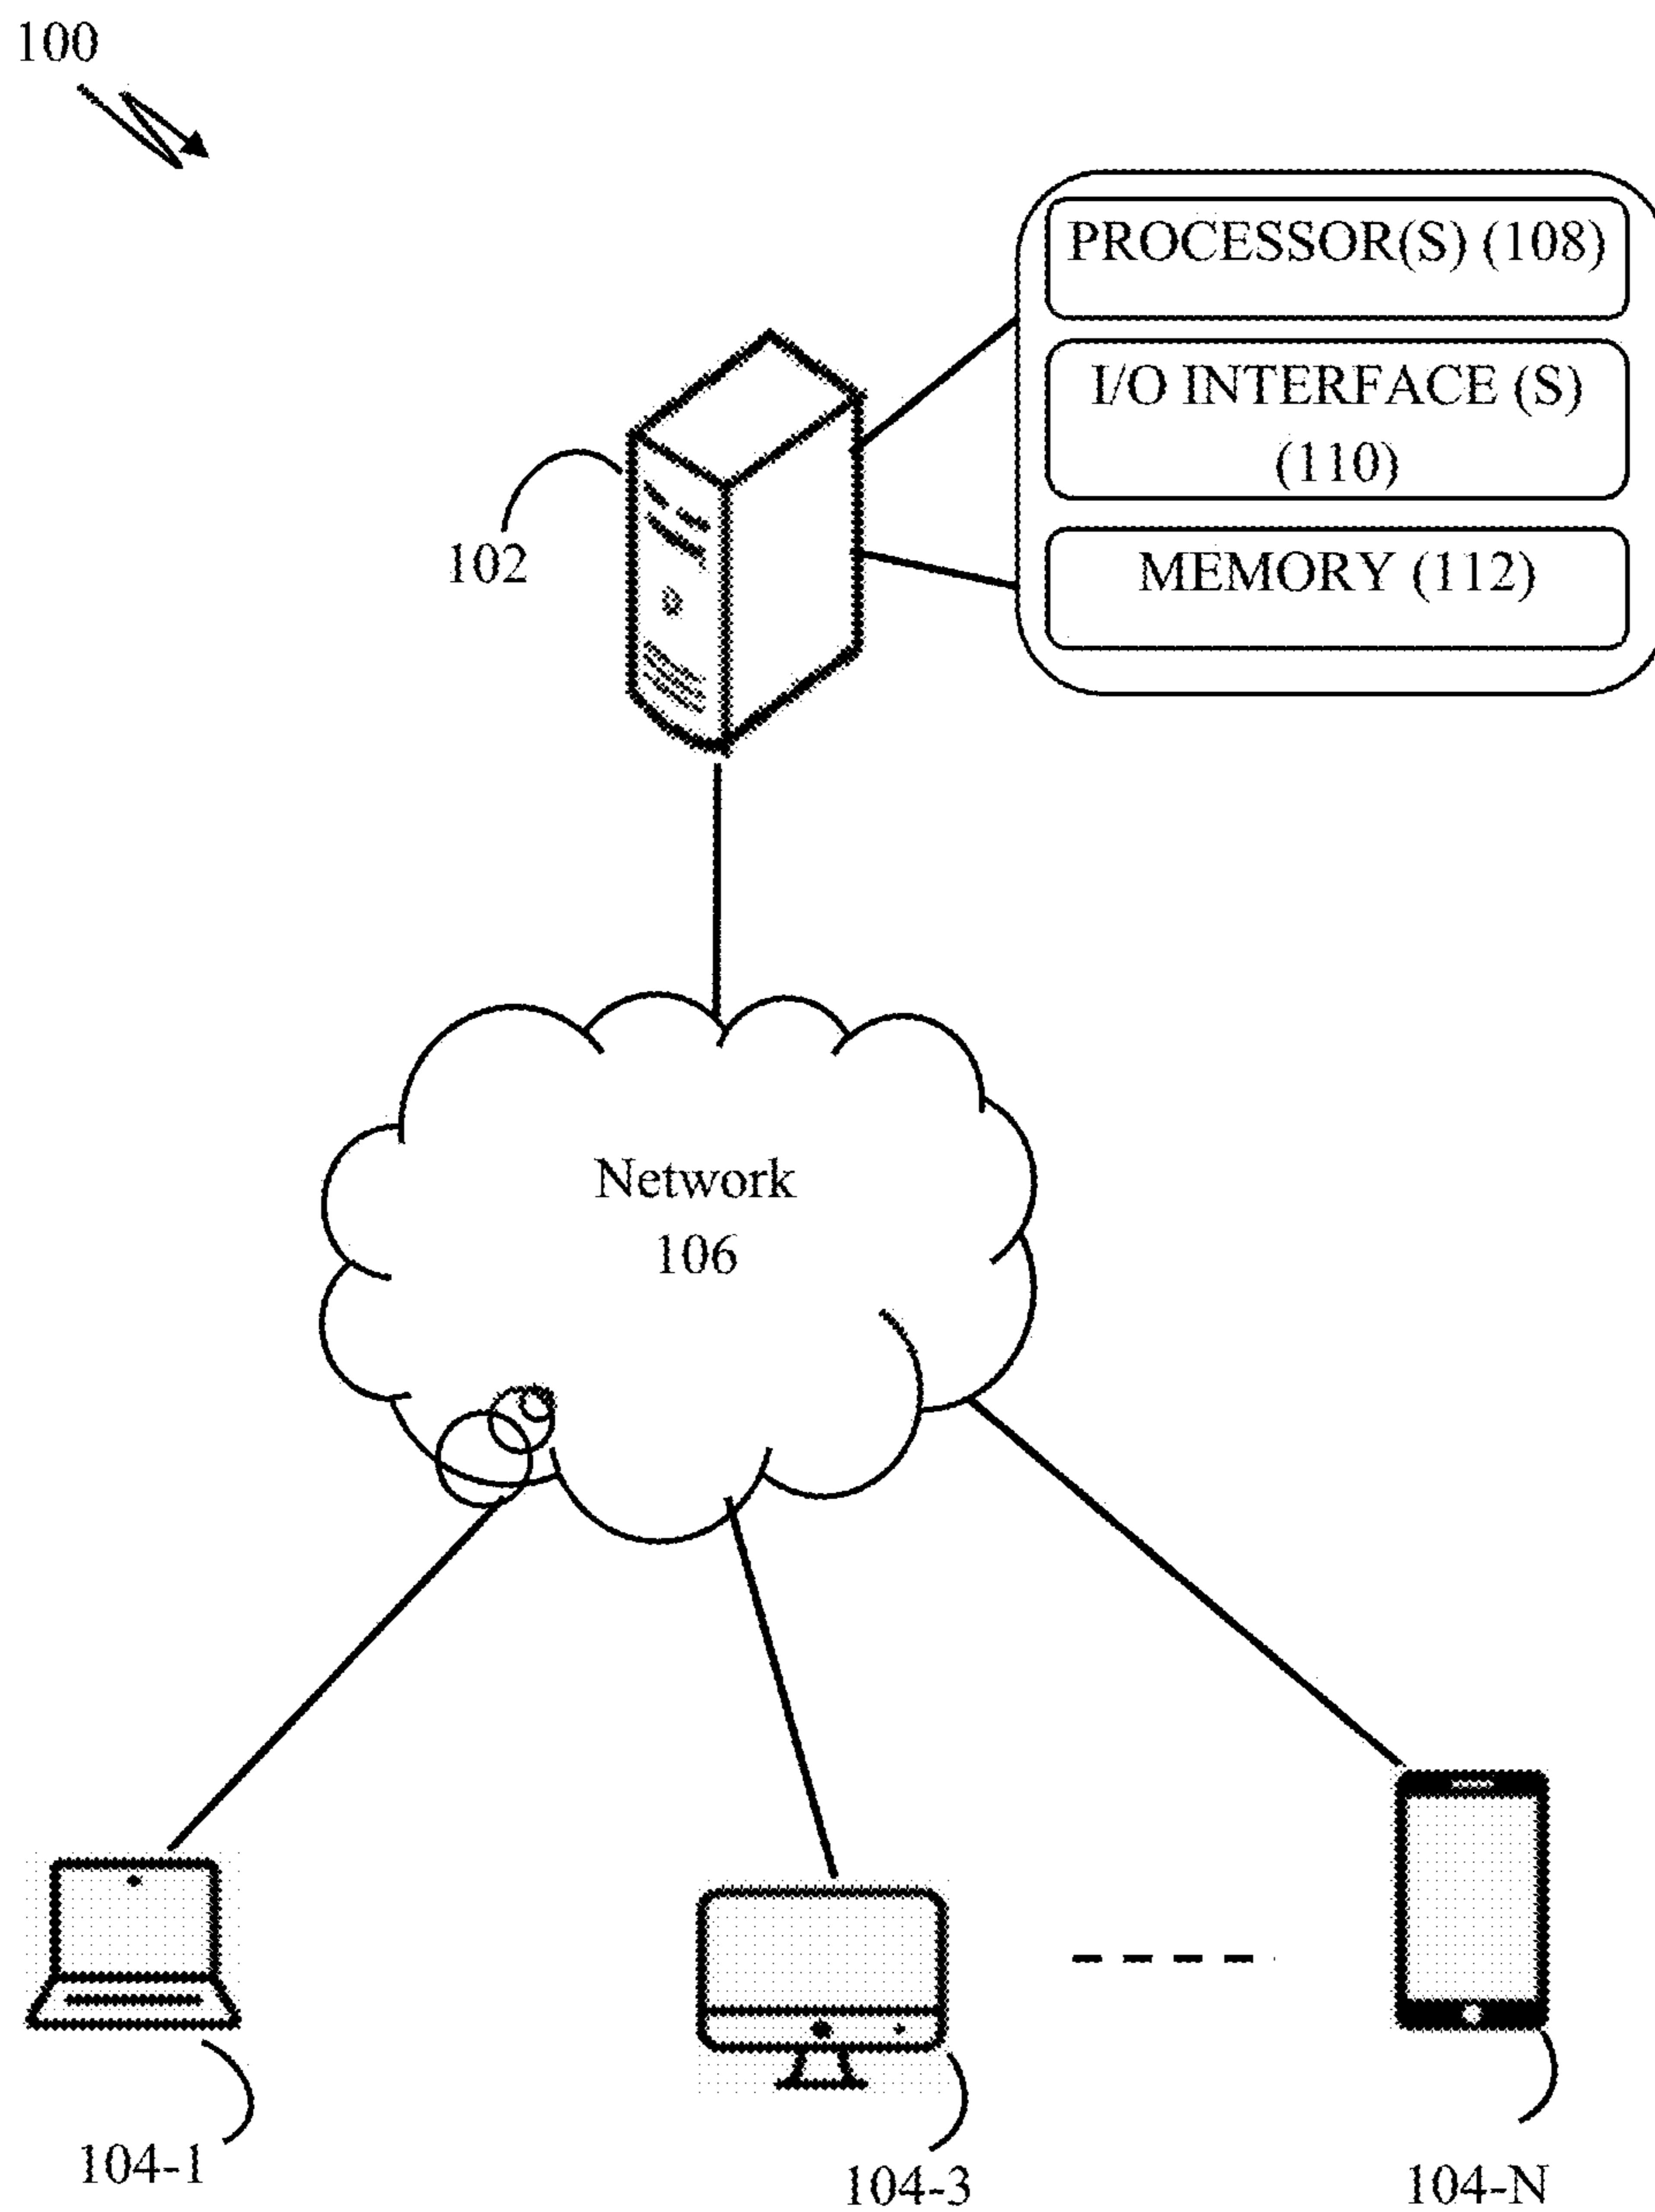 100
PROCESSOR(S) (108)
I/O INTERFACE (S)
(110)
102
MEMORY (112)
Network
106
104-1
104-3
104-N